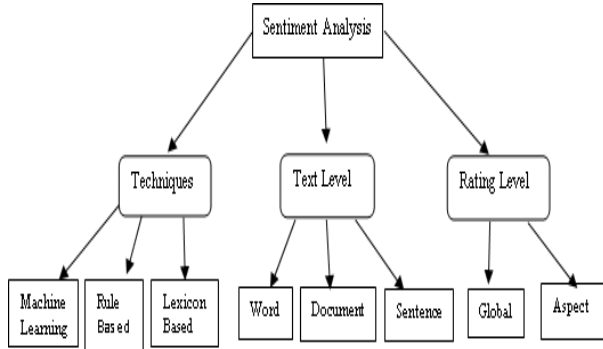 Sentiment Analysis
Techniques
Text Level
Rating Level
Machine
Learning
Rule
Based
Lexicon
Based
Word
Document
Sentence
Global
Aspect